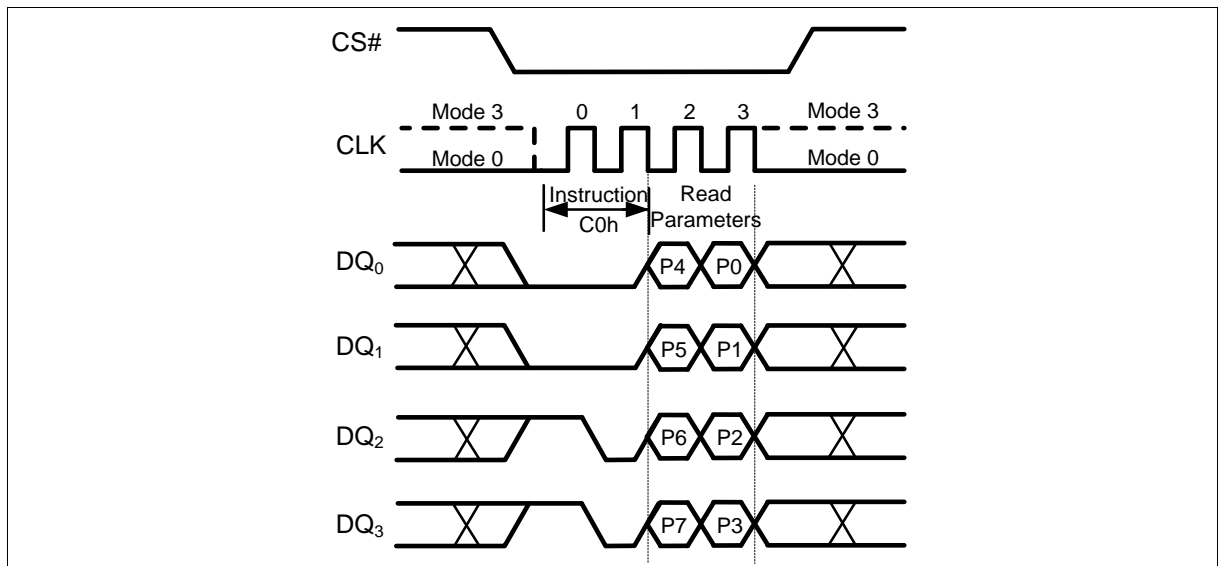 CS#
Mode 3 0 1 2 3 Mode 3
CLK
Mode 0 Mode 0
Instruction Read
C0h Parameters
DQ0 P4 P0
DQ1 P5 P1
DQ2 P6 P2
DQ3 P7 P3